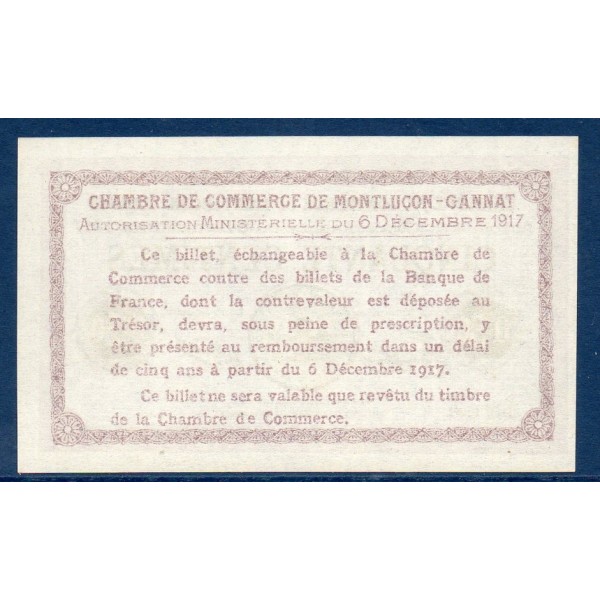 CHAMBRE DE COMMERCE DE MONTLUÇON-GANNAT
AUTORISATION MINISTÉRIELLE DU 6 DÉCEMBRE 1917
Ce billet, échangeable à la Chambre de
Commerce contre des billets de la Banque de
France, dont la contrevaleur est déposée au
Trésor, devra, sous peine de prescription, y
être présenté au remboursement dans un délai
de cinq ans à partir du 6 Décembre 1917.
Ce billet ne sera valable que revêtu du timbre
de la Chambre de Commerce.